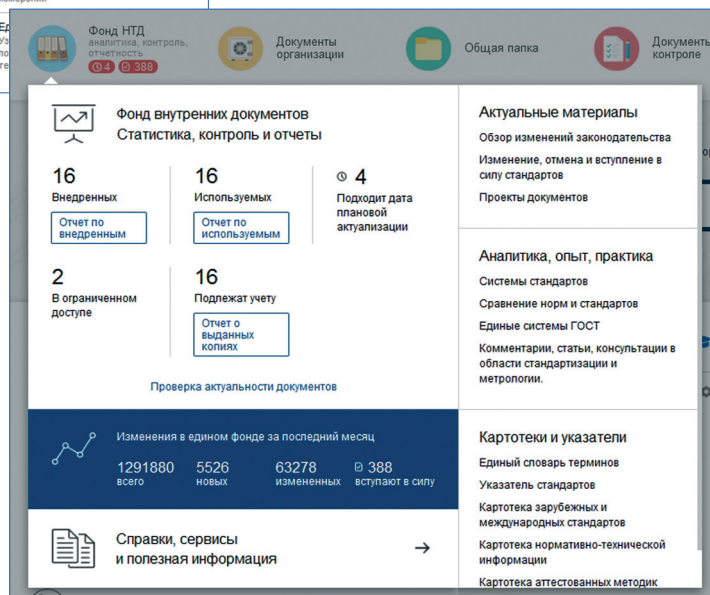 Фонд НТД
аналитика, контроль,
отчетность
4 388
Документы
организации
Общая папка
Документы
контроле
Фонд внутренних документов
Статистика, контроль и отчеты
16
Внедренных
Отчет по
внедренным
16
Используемых
Отчет по
используемым
4
Подходит дата
плановой
актуализации
2
В ограниченном
доступе
16
Подлежат учету
Отчет о
выданных
копиях
Проверка актуальности документов
Изменения в едином фонде за последний месяц
1291880
всего
5526
новых
63278
измененных
388
вступают в силу
Справки, сервисы
и полезная информация
Актуальные материалы
Обзор изменений законодательства
Изменение, отмена и вступление в
силу стандартов
Проекты документов
Аналитика, опыт, практика
Системы стандартов
Сравнение норм и стандартов
Единые системы ГОСТ
Комментарии, статьи, консультации в
области стандартизации и
метрологии.
Картотеки и указатели
Единый словарь терминов
Указатель стандартов
Картотека зарубежных и
международных стандартов
Картотека нормативно-технической
информации
Картотека аттестованных методик